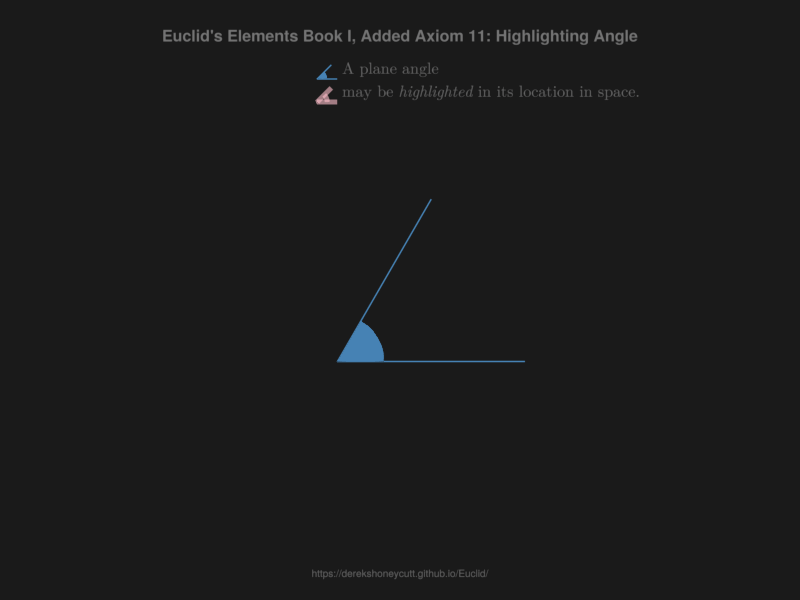 Euclid's Elements Book I, Added Axiom 11: Highlighting Angle
A plane angle
may be highlighted in its location in space.
https://derekshoneycutt.github.io/Euclid/